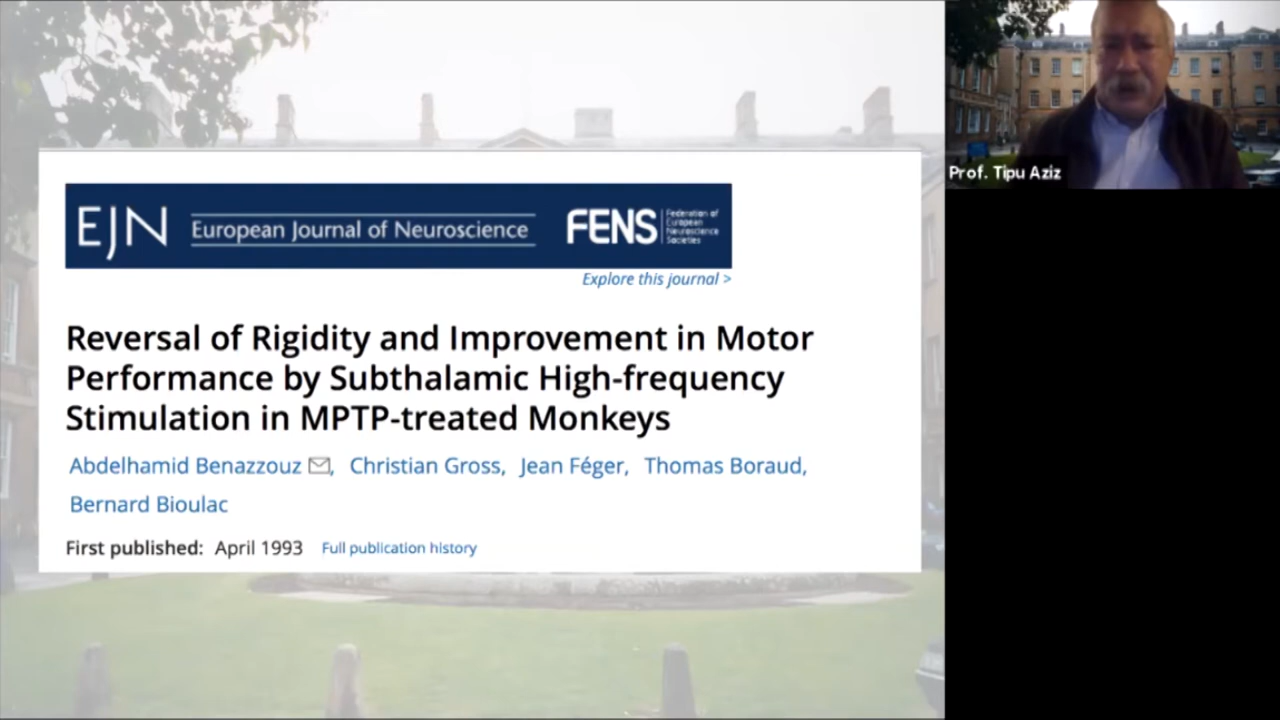 EJN European Journal of Neuroscience FENS Federation of
European
Neuroscience
Societies
Explore this journal >
Reversal of Rigidity and Improvement in Motor
Performance by Subthalamic High-frequency
Stimulation in MPTP-treated Monkeys
Abdelhamid Benazzouz, Christian Gross, Jean Féger, Thomas Boraud,
Bernard Bioulac
First published: April 1993 Full publication history
Prof. Tipu Aziz